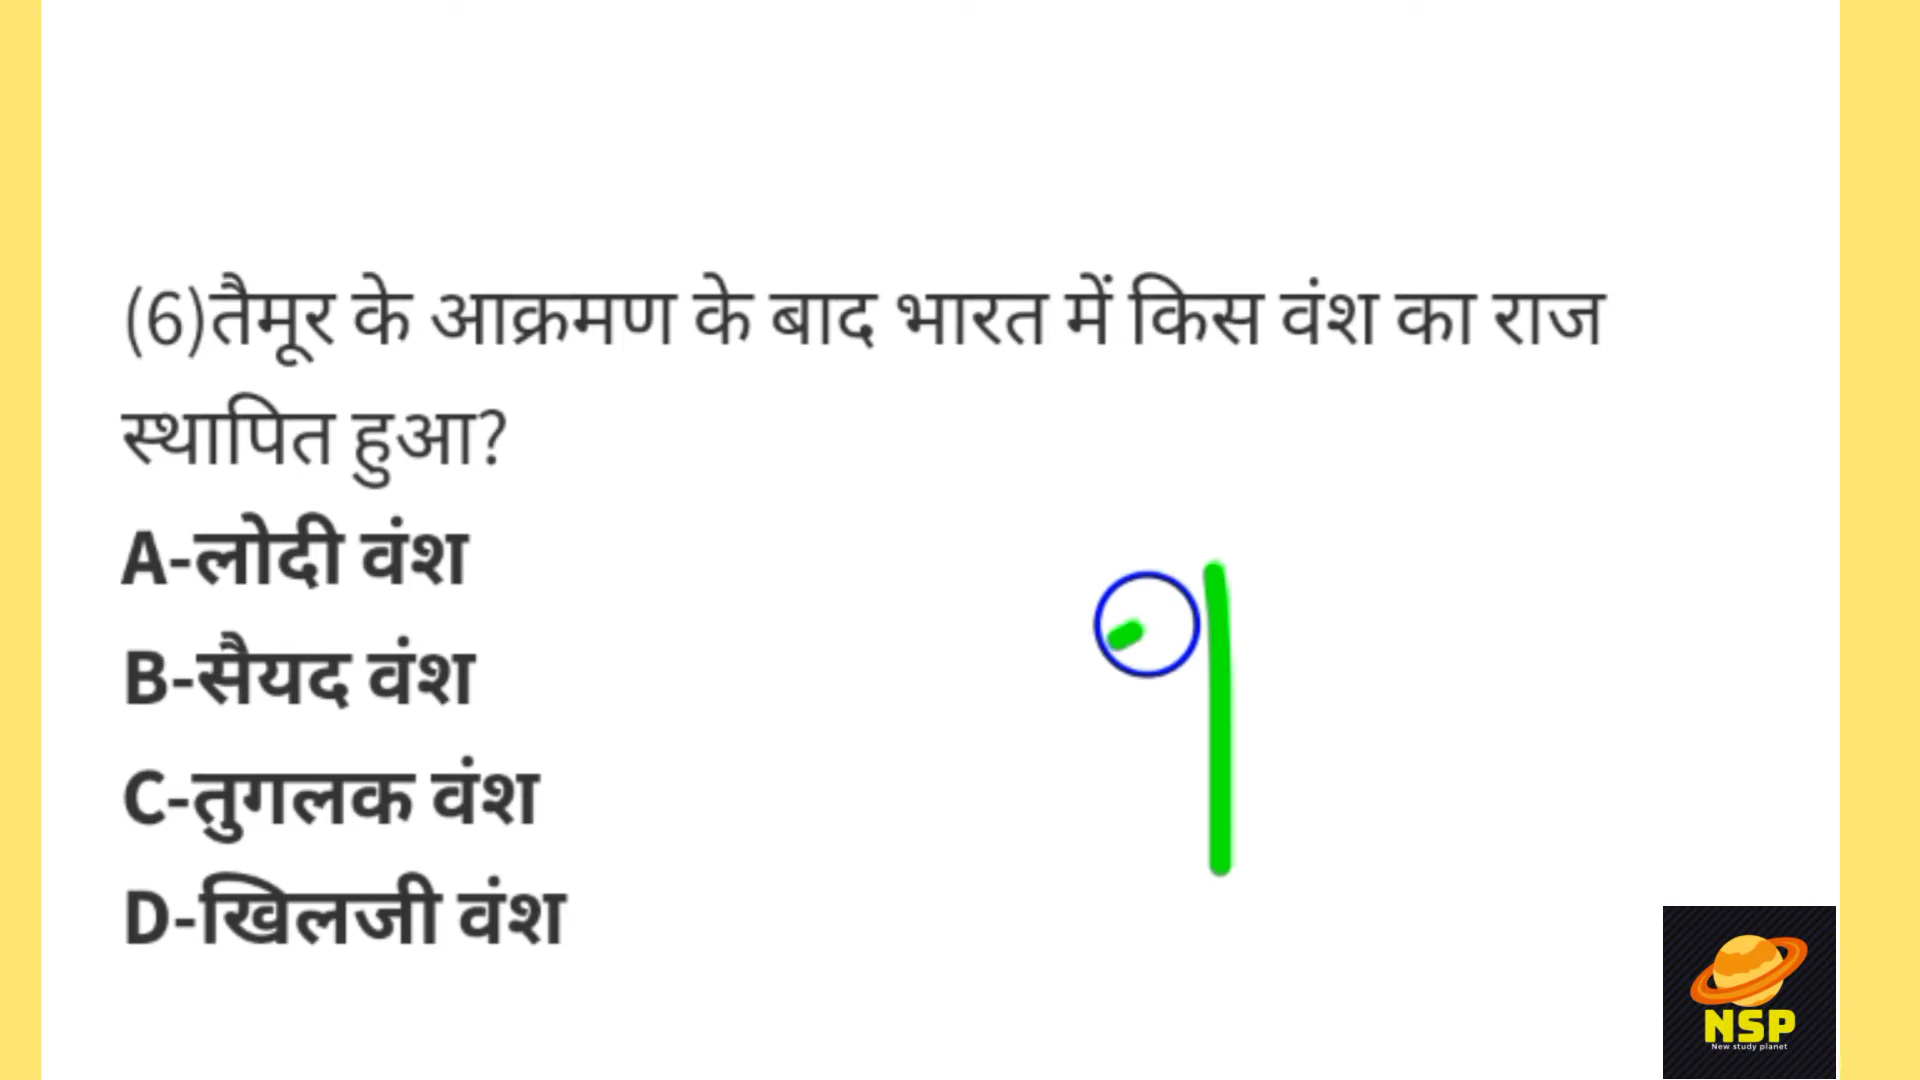 (6)तैमूर के आक्रमण के बाद भारत में किस वंश का राज
स्थापित हुआ?
A-लोदी वंश
B-सैयद वंश
C-तुगलक वंश
D-खिलजी वंश
NSP
New study planet